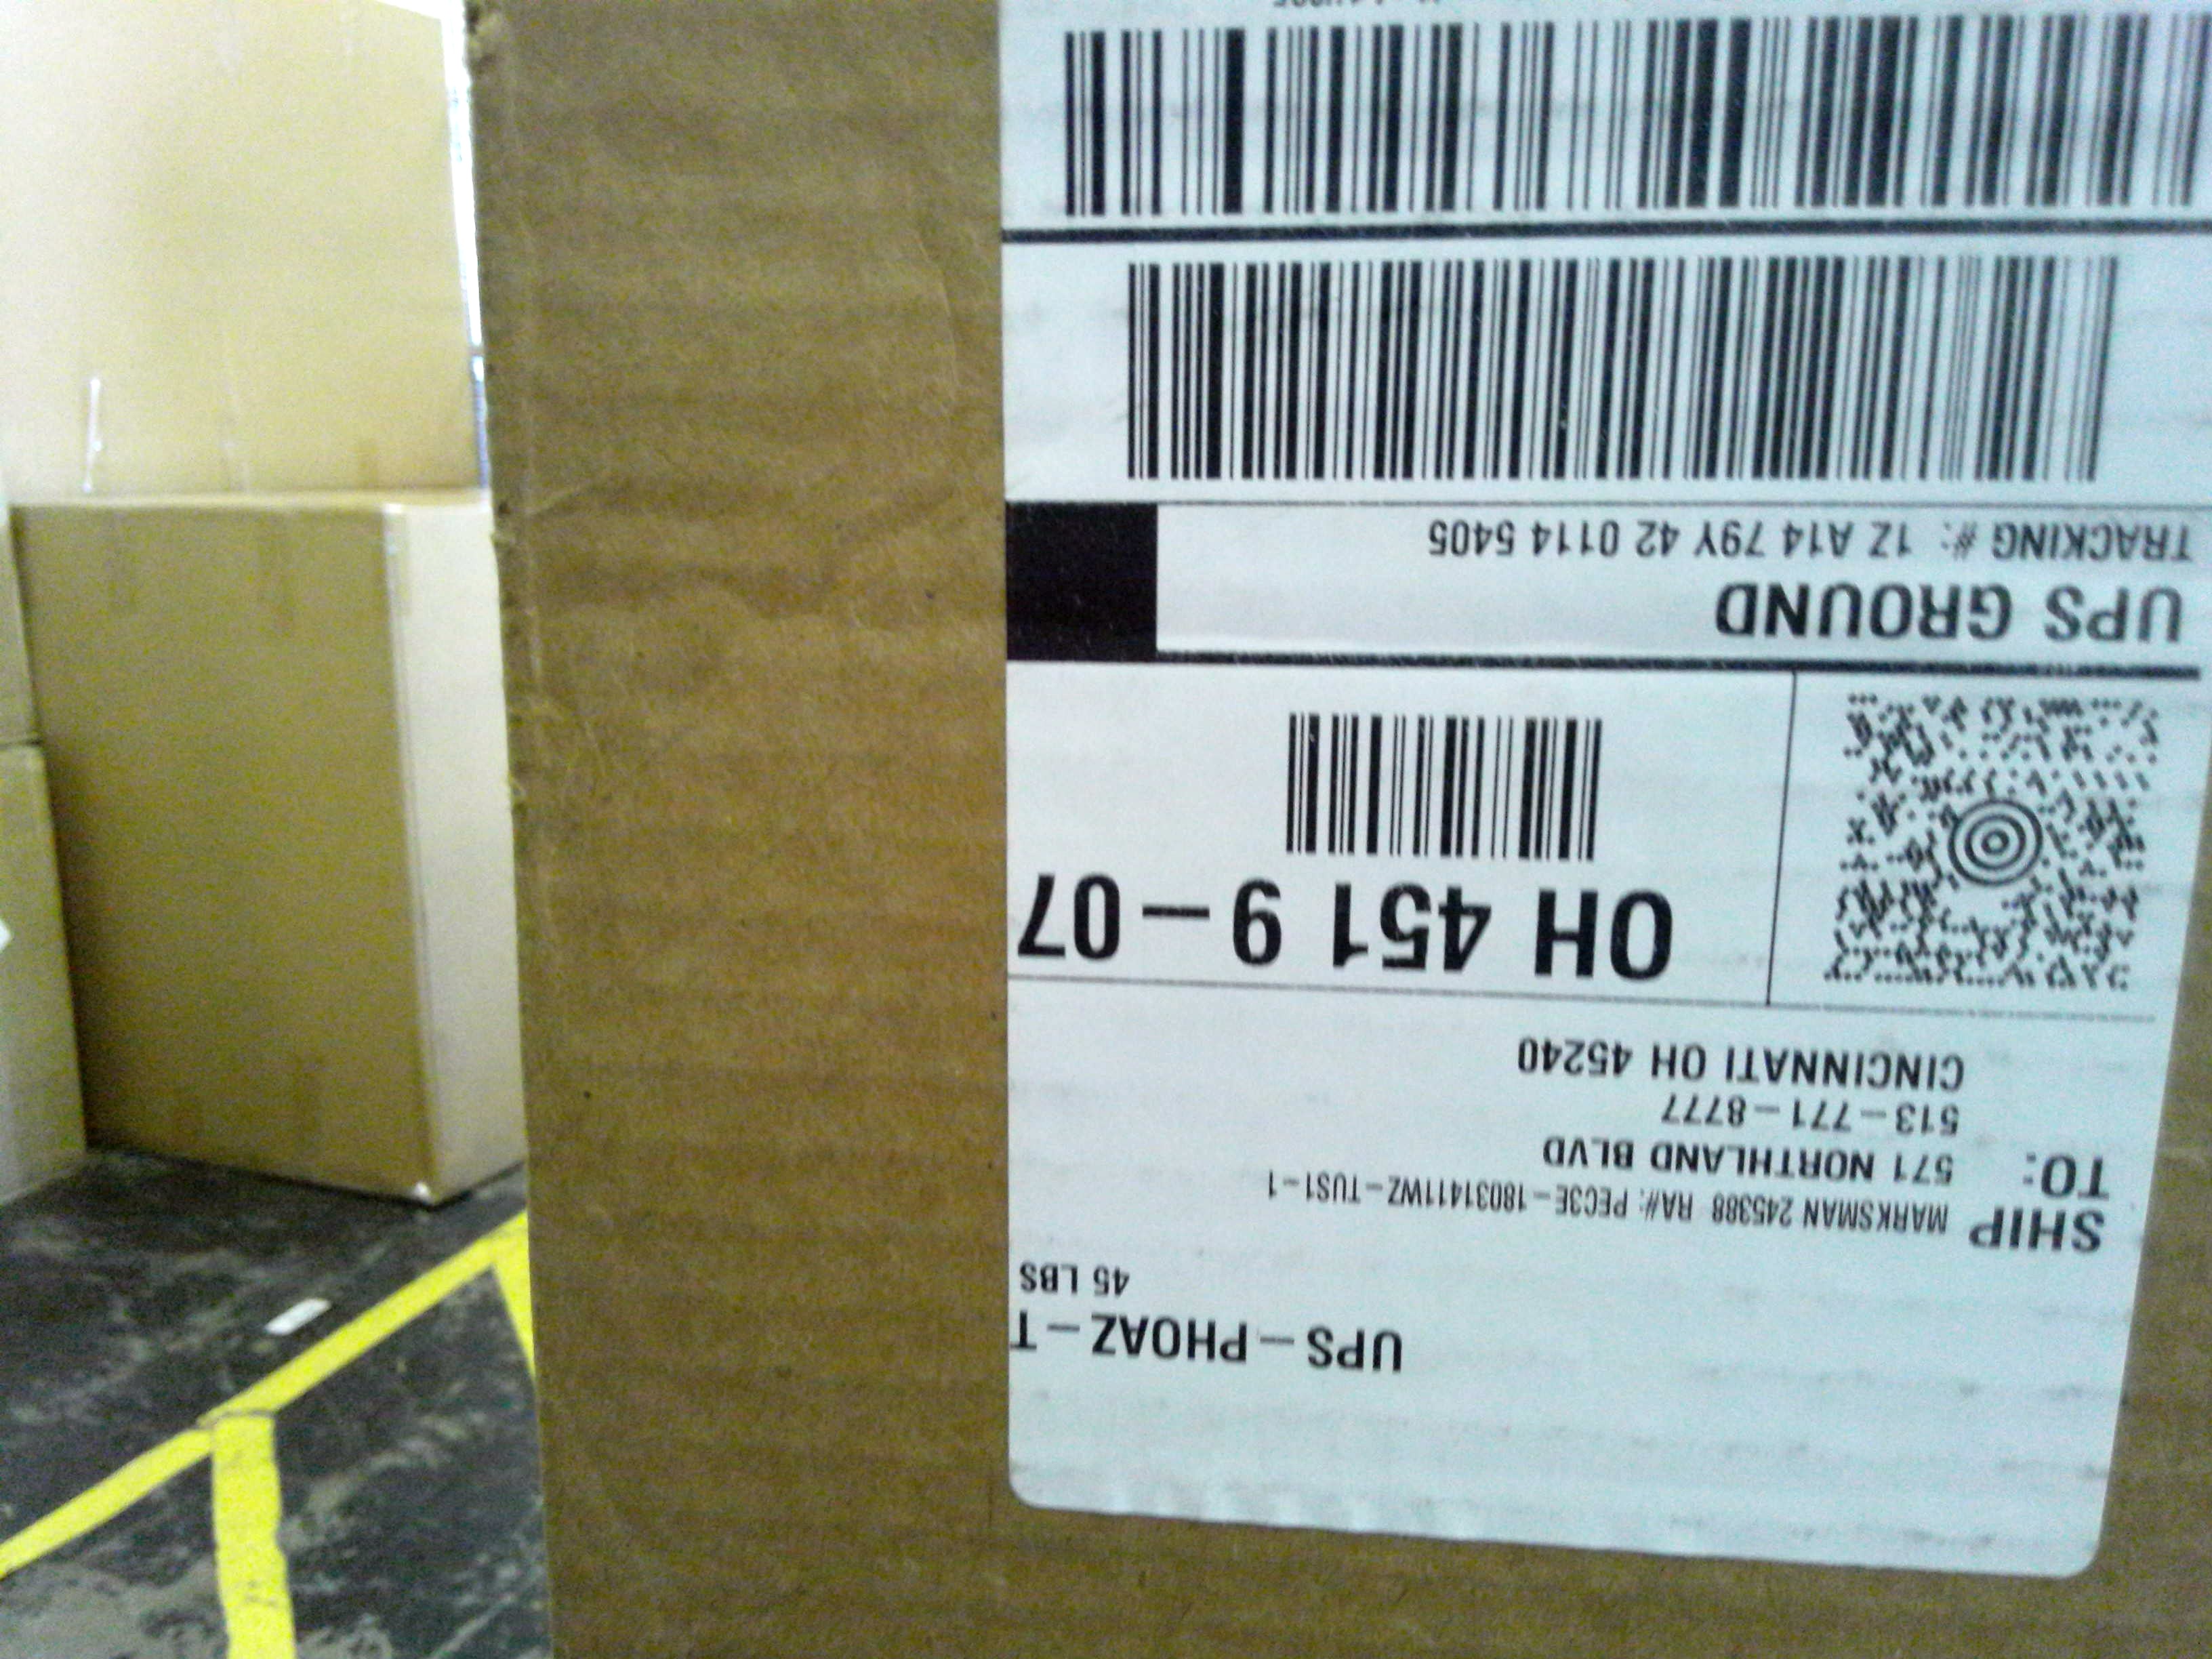 UPS-PHOAZ-T
45 LBS
SHIP TO:
MARKSMAN 245388 RA#: PEC3E-18031411WZ-TUS1-1
571 NORTHLAND BLVD
513-771-8777
CINCINNATI OH 45240
OH 451 9-07
UPS GROUND
TRACKING #: 1Z A14 79Y 42 0114 5405